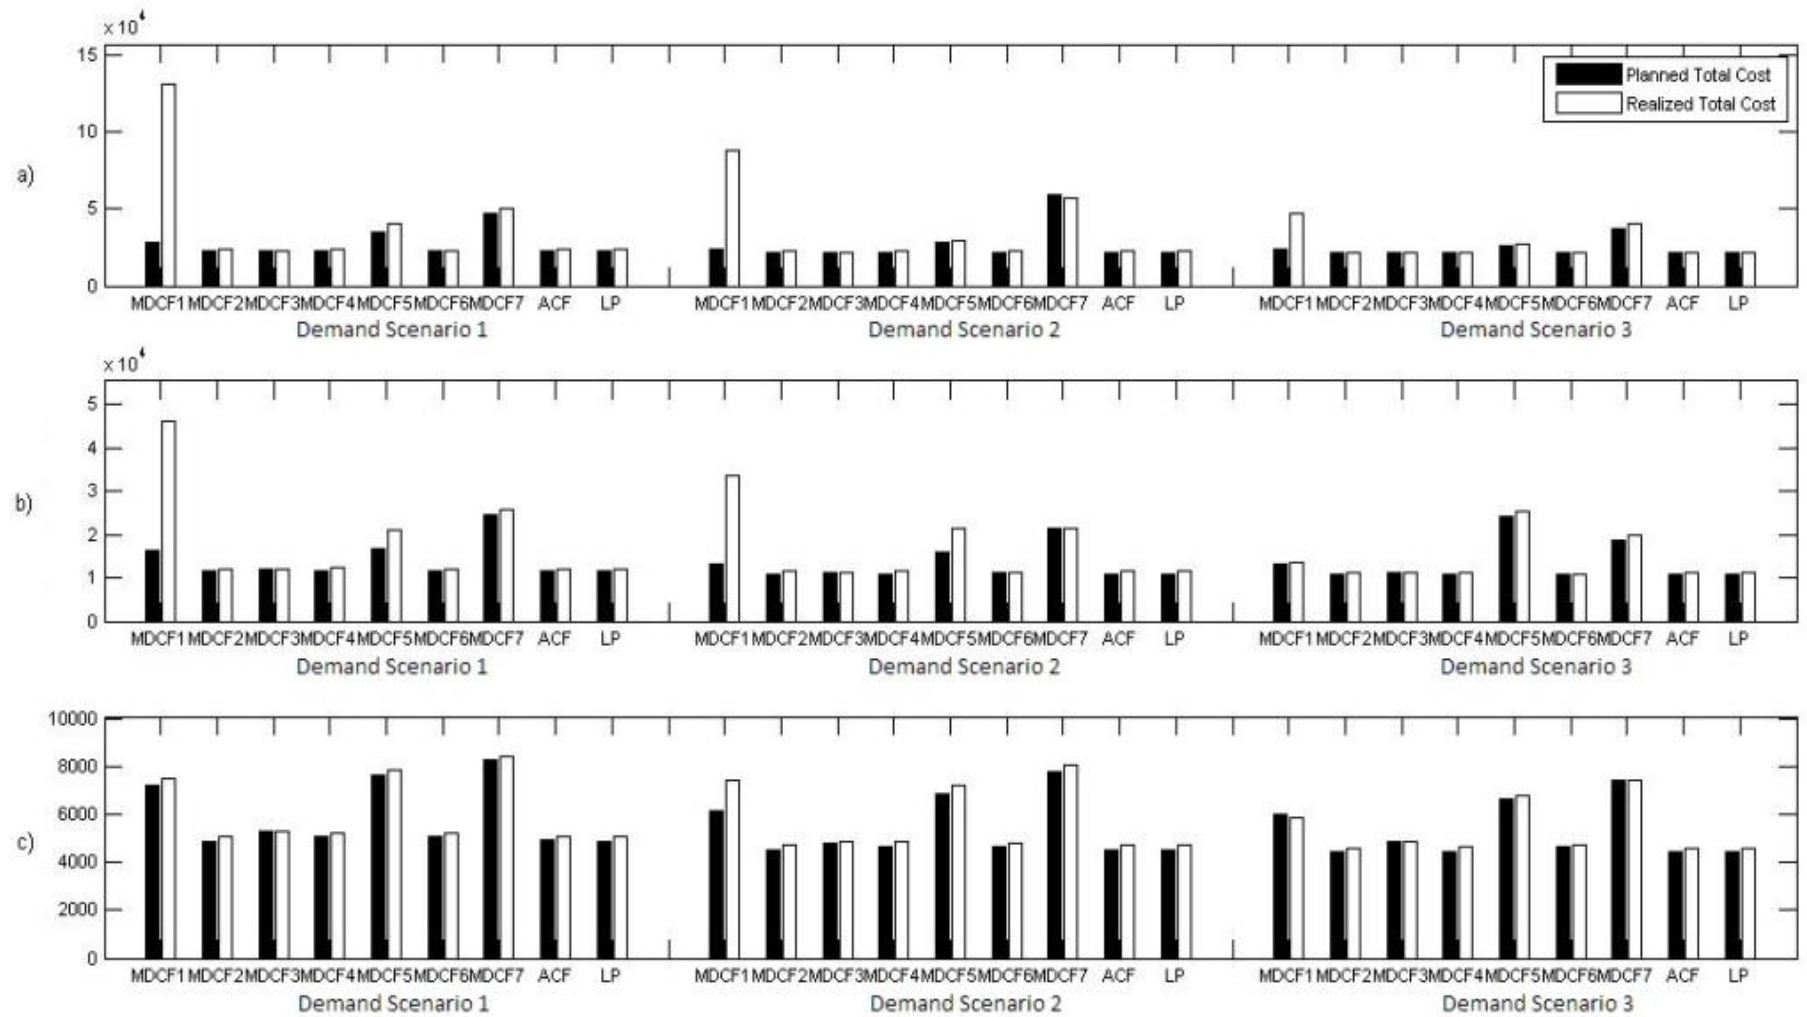 x 10⁴
15
Planned Total Cost
Realized Total Cost
10
a)
5
0
MDCF1 MDCF2 MDCF3 MDCF4 MDCF5 MDCF6 MDCF7 ACF LP MDCF1 MDCF2 MDCF3 MDCF4 MDCF5 MDCF6 MDCF7 ACF LP MDCF1 MDCF2 MDCF3 MDCF4 MDCF5 MDCF6 MDCF7 ACF LP
Demand Scenario 1 Demand Scenario 2 Demand Scenario 3
x 10⁴
5
4
3
b)
2
1
0
MDCF1 MDCF2 MDCF3 MDCF4 MDCF5 MDCF6 MDCF7 ACF LP MDCF1 MDCF2 MDCF3 MDCF4 MDCF5 MDCF6 MDCF7 ACF LP MDCF1 MDCF2 MDCF3 MDCF4 MDCF5 MDCF6 MDCF7 ACF LP
Demand Scenario 1 Demand Scenario 2 Demand Scenario 3
10000
8000
6000
c)
4000
2000
0
MDCF1 MDCF2 MDCF3 MDCF4 MDCF5 MDCF6 MDCF7 ACF LP MDCF1 MDCF2 MDCF3 MDCF4 MDCF5 MDCF6 MDCF7 ACF LP MDCF1 MDCF2 MDCF3 MDCF4 MDCF5 MDCF6 MDCF7 ACF LP
Demand Scenario 1 Demand Scenario 2 Demand Scenario 3